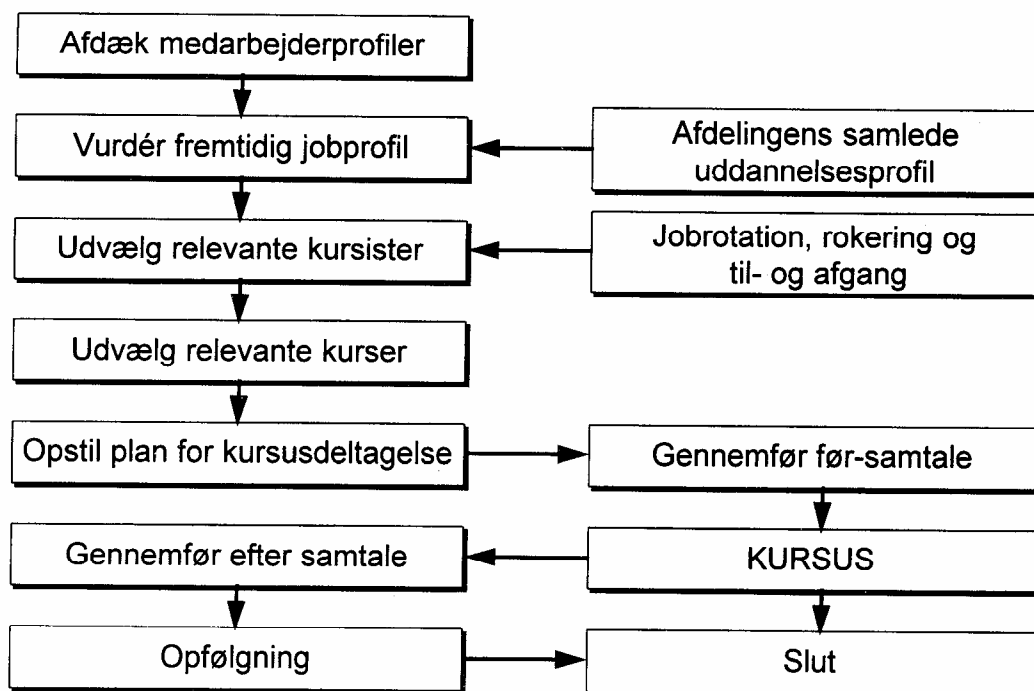 Afdæk medarbejderprofiler
Vurdér fremtidig jobprofil
Afdelingens samlede
uddannelsesprofil
Udvælg relevante kursister
Jobrotation, rokering og
til- og afgang
Udvælg relevante kurser
Opstil plan for kursusdeltagelse
Gennemfør før-samtale
Gennemfør efter samtale
KURSUS
Opfølgning
Slut